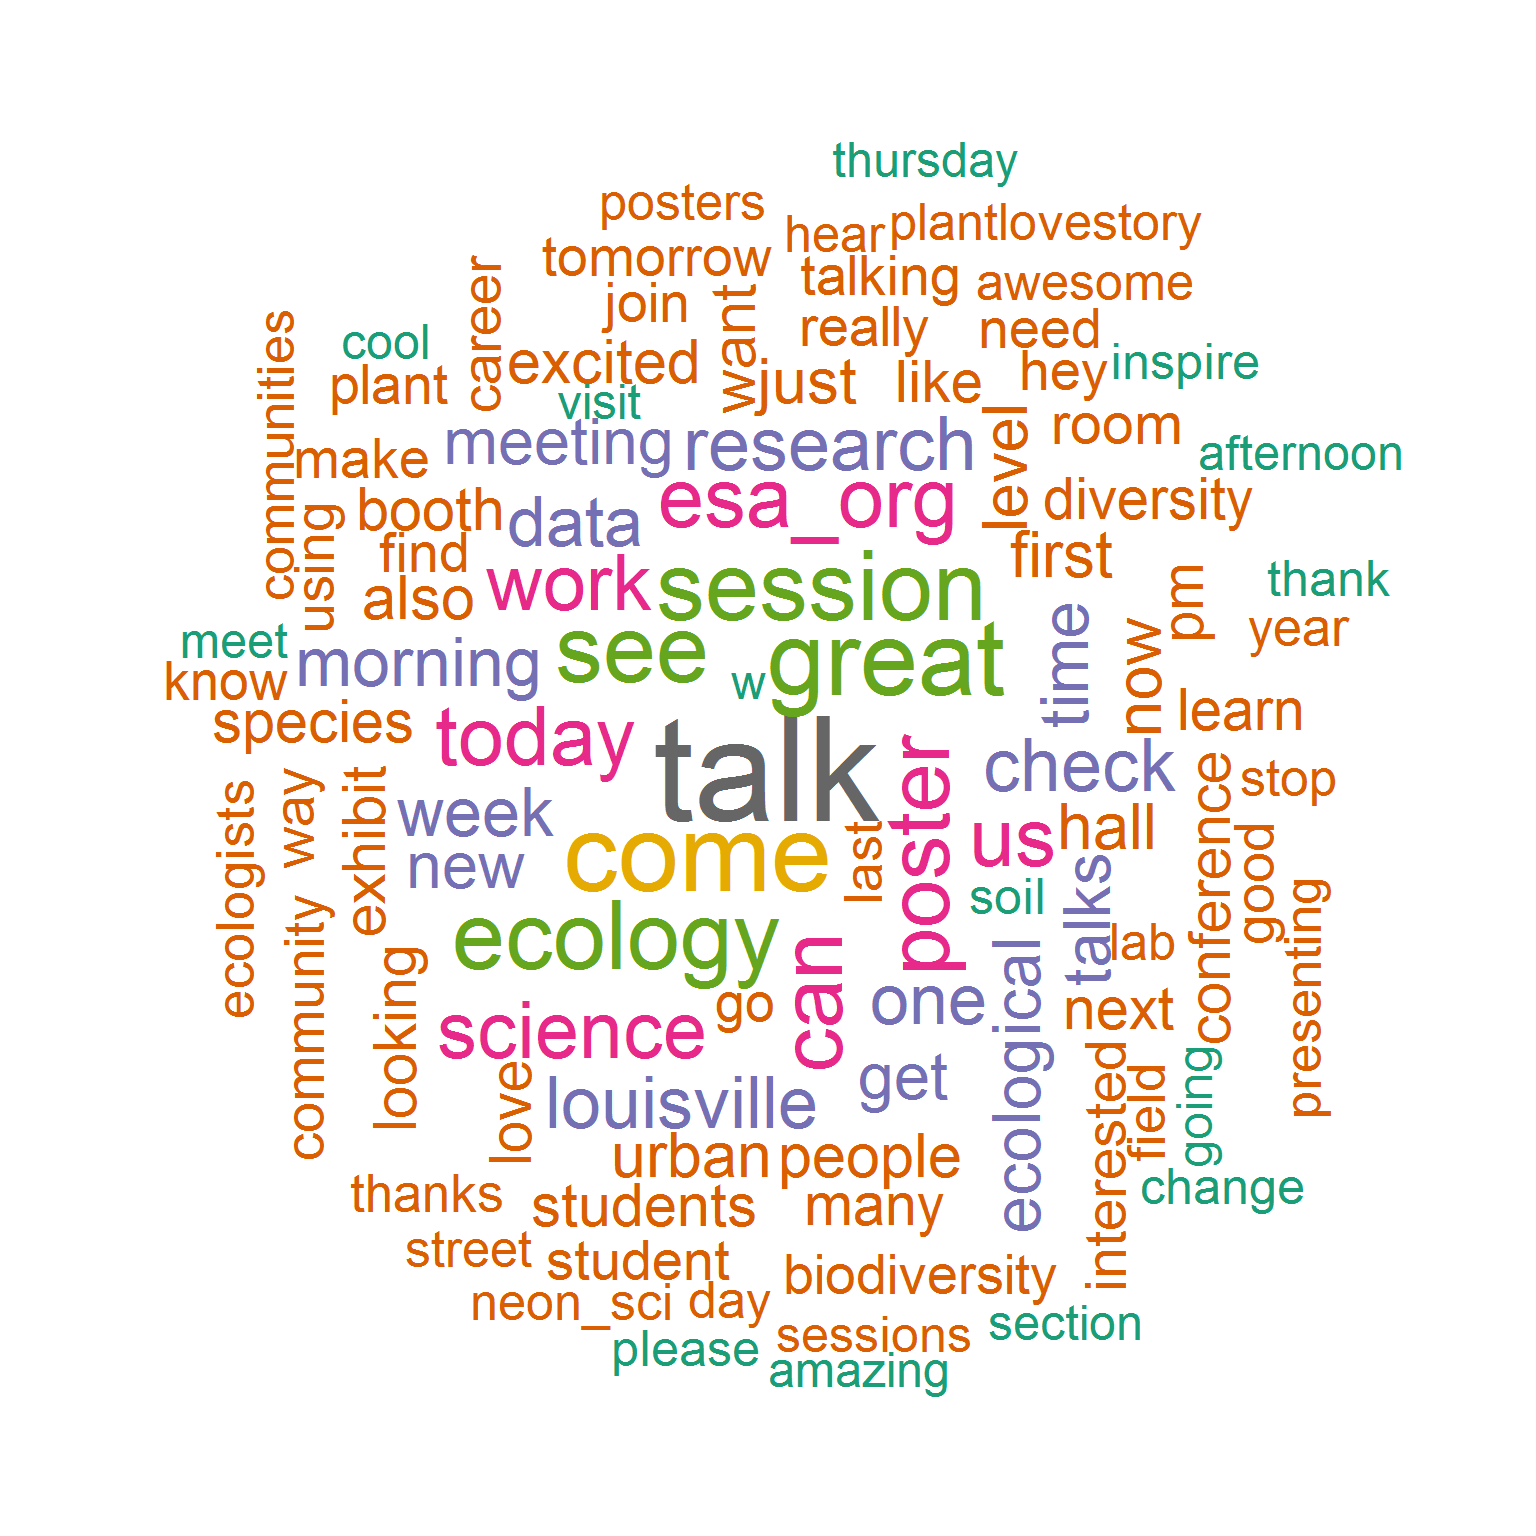 thursday
posters
hear
plantlovestory
tomorrow
talking
awesome
career
join
want
really
need
communities
cool
excited
inspire
plant
visit
just
like
hey
meeting
research
level
room
afternoon
make
booth
data
esa_org
diversity
using
find
also
work
session
first
pm
thank
meet
morning
see
w
great
time
now
year
know
species
today
talk
poster
check
learn
ecologists
way
exhibit
week
new
come
last
us
hall
conference
stop
good
soil
talks
lab
presenting
community
looking
ecology
science
go
can
one
ecological
next
love
louisville
get
interested
field
going
urban
people
thanks
students
many
change
street
student
biodiversity
neon_sci
day
sessions
section
please
amazing